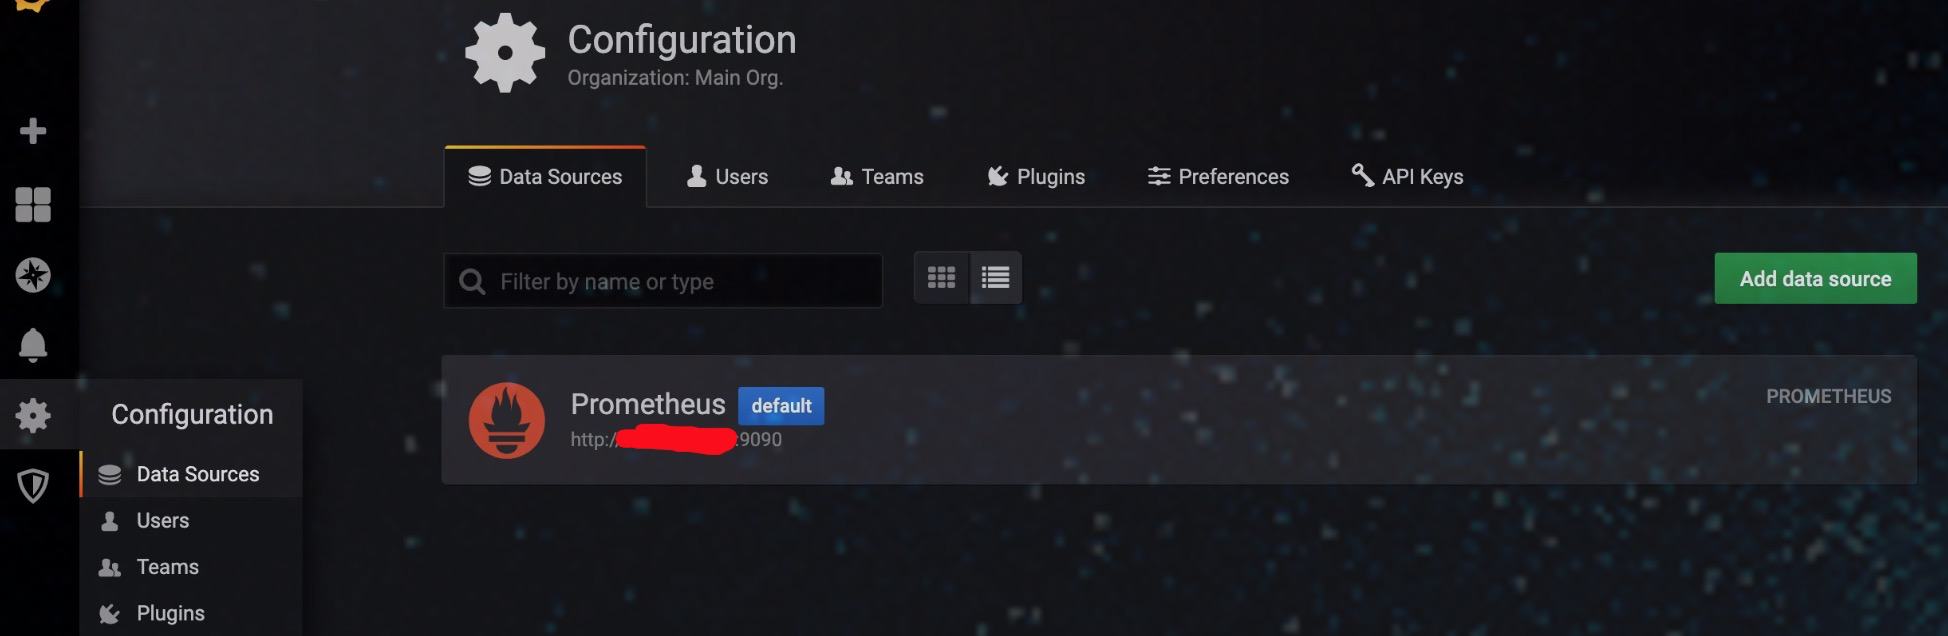 Configuration
Organization: Main Org.
Data Sources Users Teams Plugins Preferences API Keys
Filter by name or type
Add data source
Prometheus default
PROMETHEUS
http:/ :9090
Configuration
Data Sources
Users
Teams
Plugins